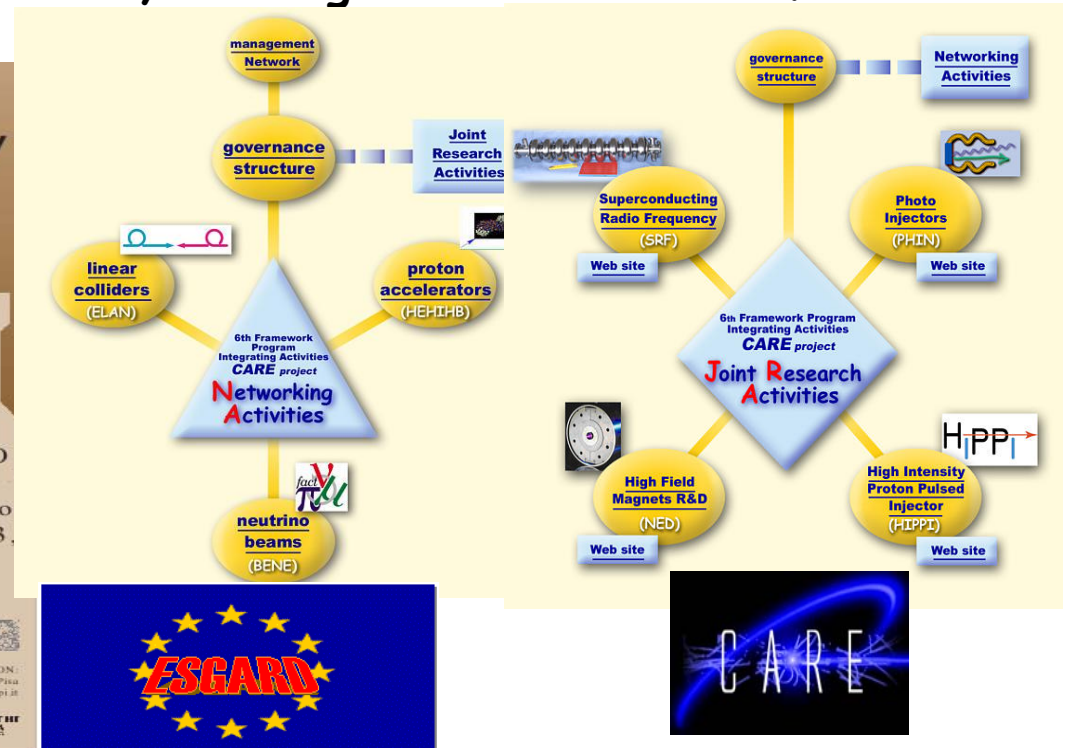 management
Network
governance
structure
Joint
Research
Activities
linear
colliders
(ELAN)
proton
accelerators
(HEHIHB)
6th Framework
Program
Integrating Activities
CARE project
Networking
Activities
fact
πνμ
neutrino
beams
(BENE)
ESGARD
governance
structure
Networking
Activities
Superconducting
Radio Frequency
(SRF)
Web site
Photo
Injectors
(PHIN)
Web site
6th Framework Program
Integrating Activities
CARE project
Joint Research
Activities
High Field
Magnets R&D
(NED)
Web site
HIPPI
High Intensity
Proton Pulsed
Injector
(HIPPI)
Web site
CARE